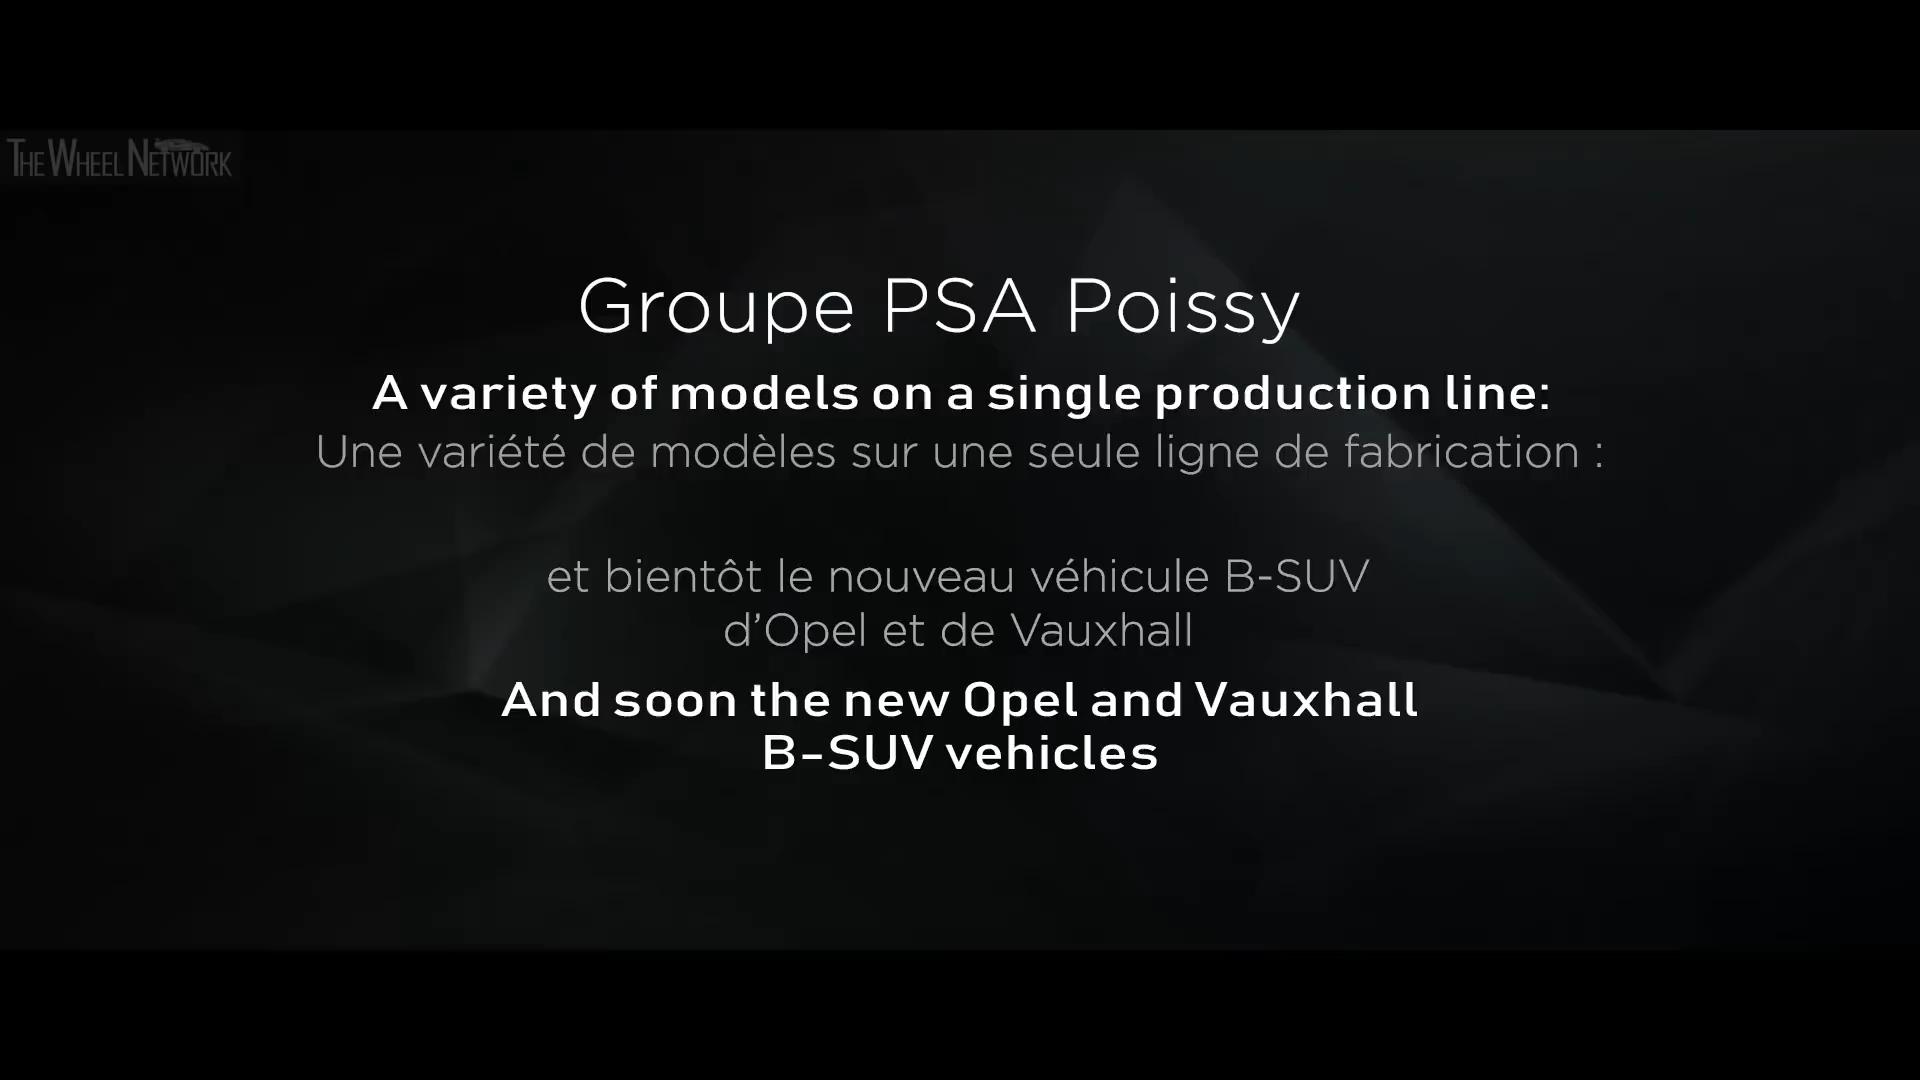 THE WHEEL NETWORK
Groupe PSA Poissy
A variety of models on a single production line:
Une variété de modèles sur une seule ligne de fabrication :
et bientôt le nouveau véhicule B-SUV
d’Opel et de Vauxhall
And soon the new Opel and Vauxhall
B-SUV vehicles